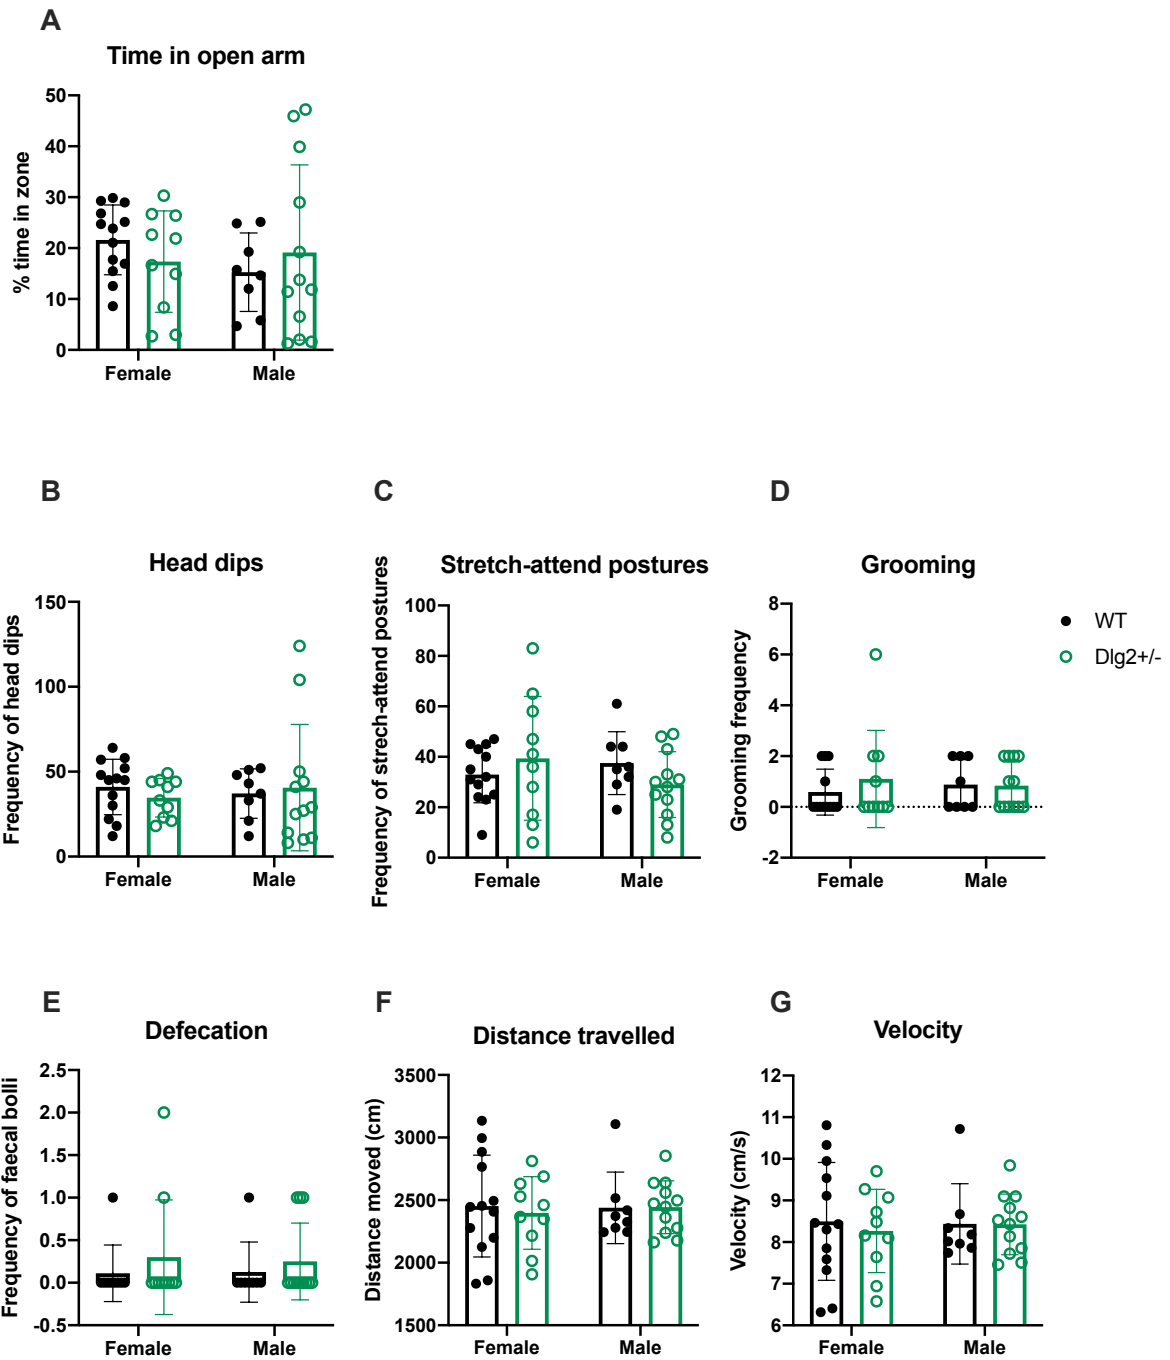 A
Time in open arm
% time in zone
50
40
30
20
10
0
Female
Male
B
Head dips
Frequency of head dips
150
100
50
0
Female
Male
C
Stretch-attend postures
Frequency of strech-attend postures
100
80
60
40
20
0
Female
Male
D
Grooming
Grooming frequency
8
6
4
2
0
-2
Female
Male
WT
Dlg2+/-
E
Defecation
Frequency of faecal bolli
2.5
2.0
1.5
1.0
0.5
0.0
-0.5
Female
Male
F
Distance travelled
Distance moved (cm)
3500
3000
2500
2000
1500
Female
Male
G
Velocity
Velocity (cm/s)
12
11
10
9
8
7
6
Female
Male